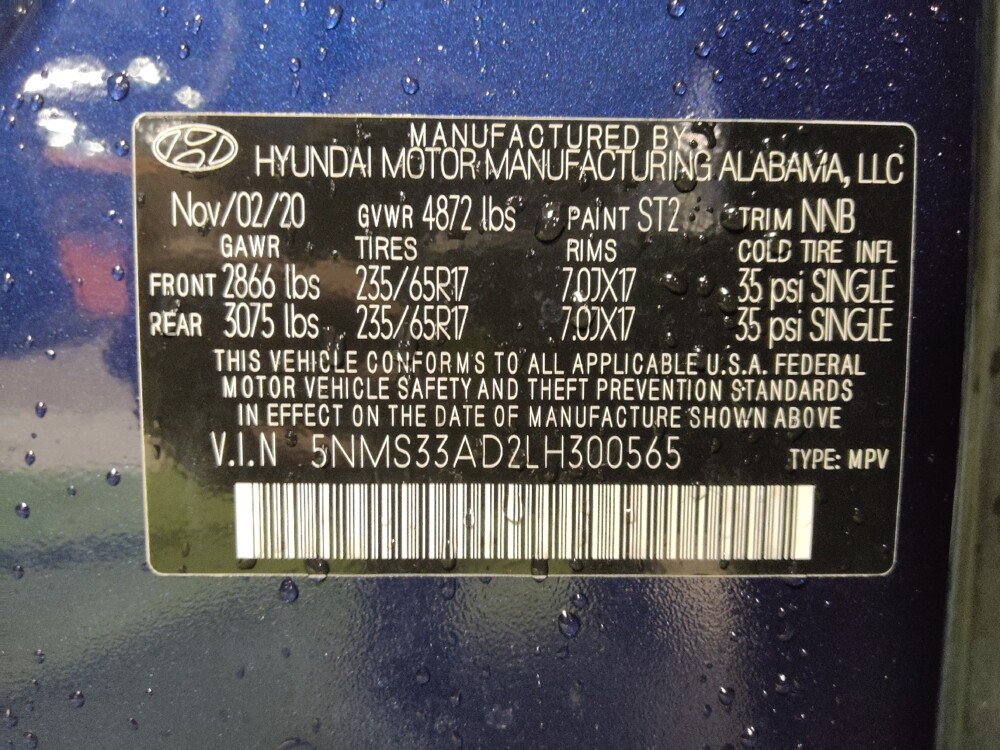 MANUFACTURED BY
HYUNDAI MOTOR MANUFACTURING ALABAMA, LLC
Nov/02/20 GVWR 4872 lbs PAINT ST2 TRIM NNB
GAWR TIRES RIMS COLD TIRE INFL
FRONT 2866 lbs 235/65R17 7.0JX17 35 psi SINGLE
REAR 3075 lbs 235/65R17 7.0JX17 35 psi SINGLE
THIS VEHICLE CONFORMS TO ALL APPLICABLE U.S.A. FEDERAL
MOTOR VEHICLE SAFETY AND THEFT PREVENTION STANDARDS
IN EFFECT ON THE DATE OF MANUFACTURE SHOWN ABOVE
V.I.N 5NMS33AD2LH300565 TYPE: MPV